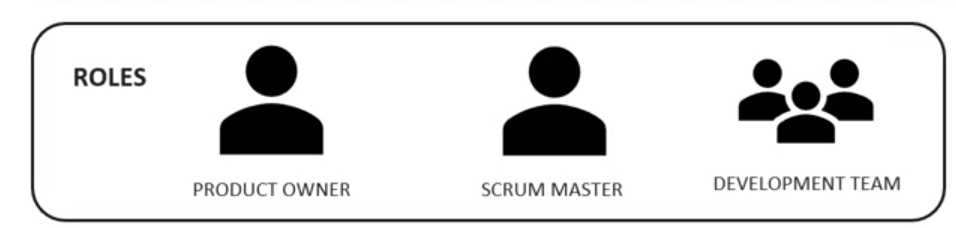 ROLES
PRODUCT OWNER
SCRUM MASTER
DEVELOPMENT TEAM